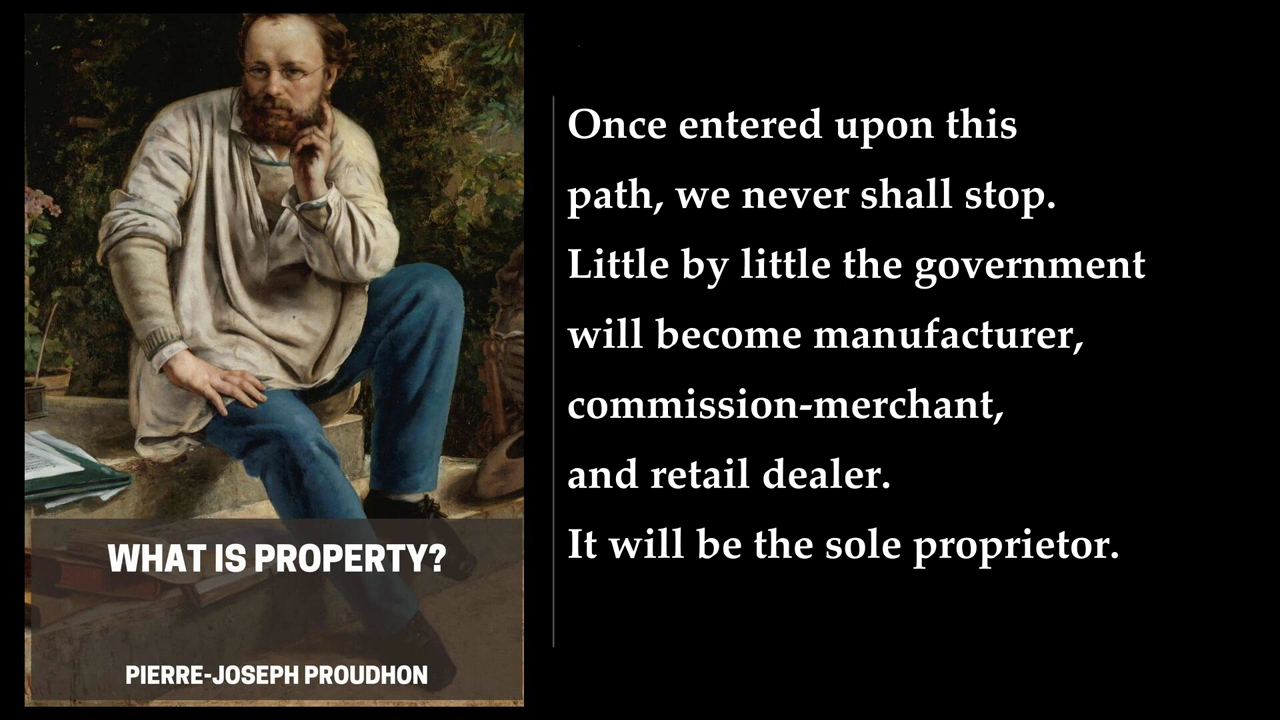 WHAT IS PROPERTY?
PIERRE-JOSEPH PROUDHON
Once entered upon this
path, we never shall stop.
Little by little the government
will become manufacturer,
commission-merchant,
and retail dealer.
It will be the sole proprietor.